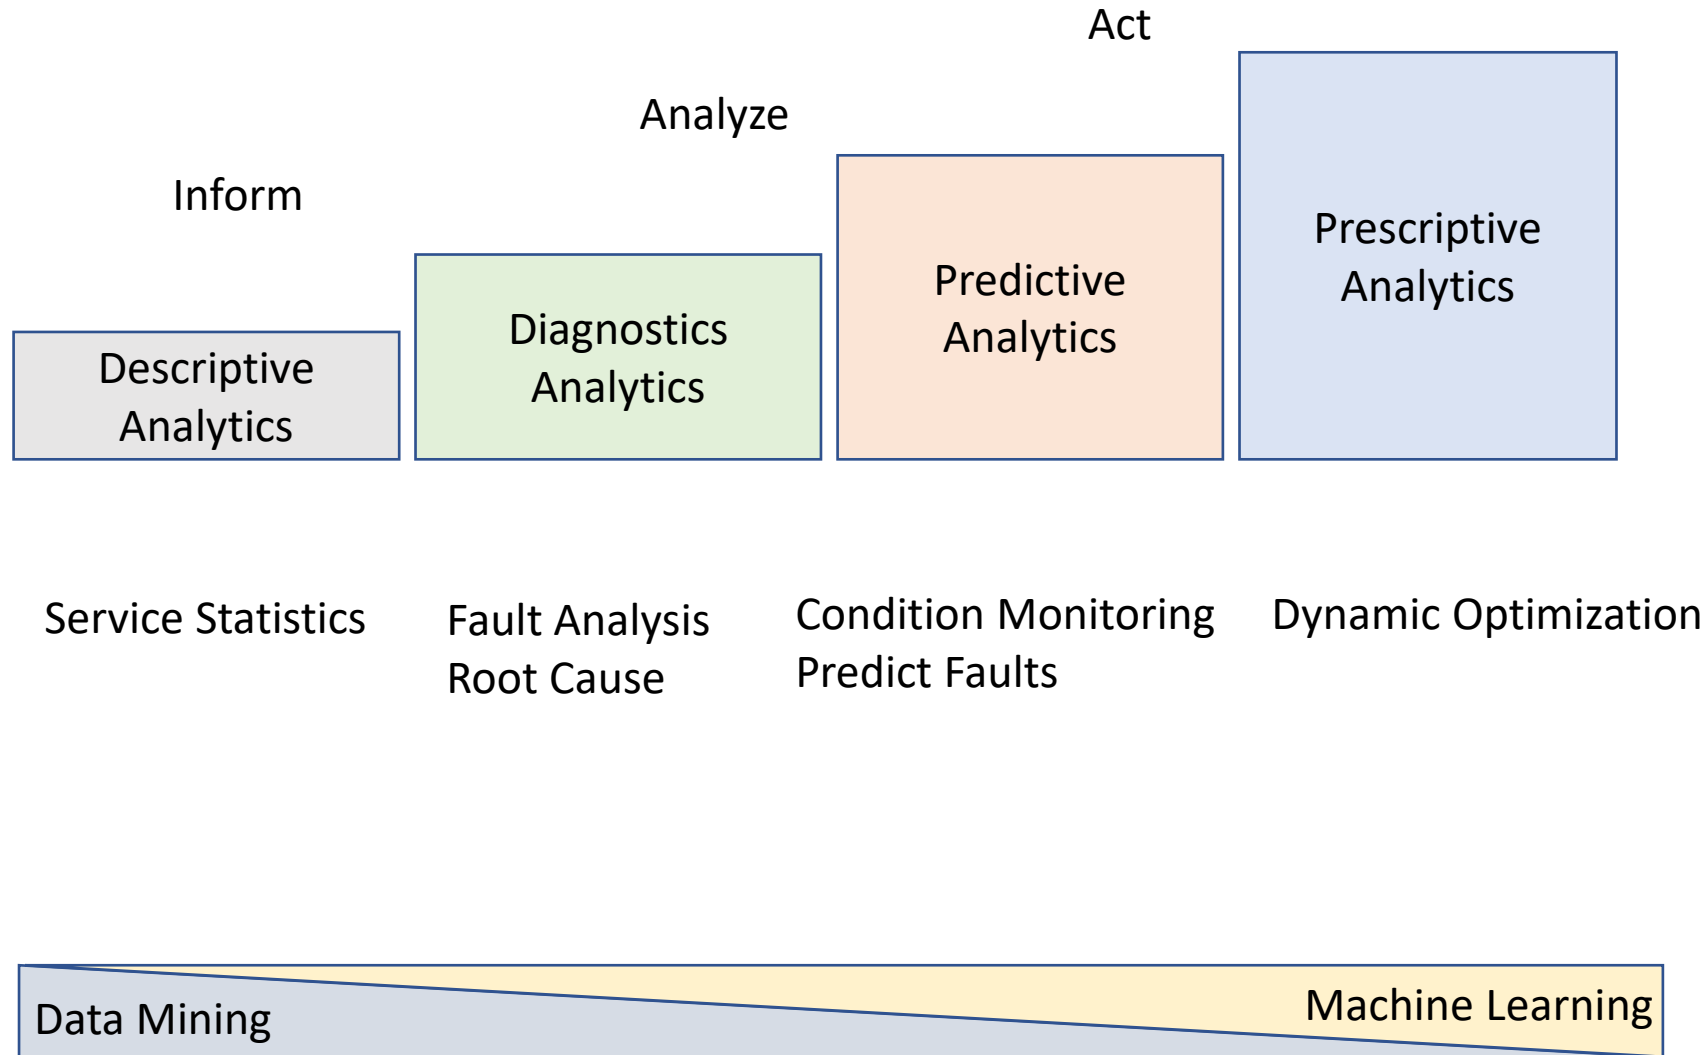 Act
Analyze
Inform
Descriptive
Analytics
Diagnostics
Analytics
Predictive
Analytics
Prescriptive
Analytics
Service Statistics
Fault Analysis
Root Cause
Condition Monitoring
Predict Faults
Dynamic Optimization
Data Mining
Machine Learning